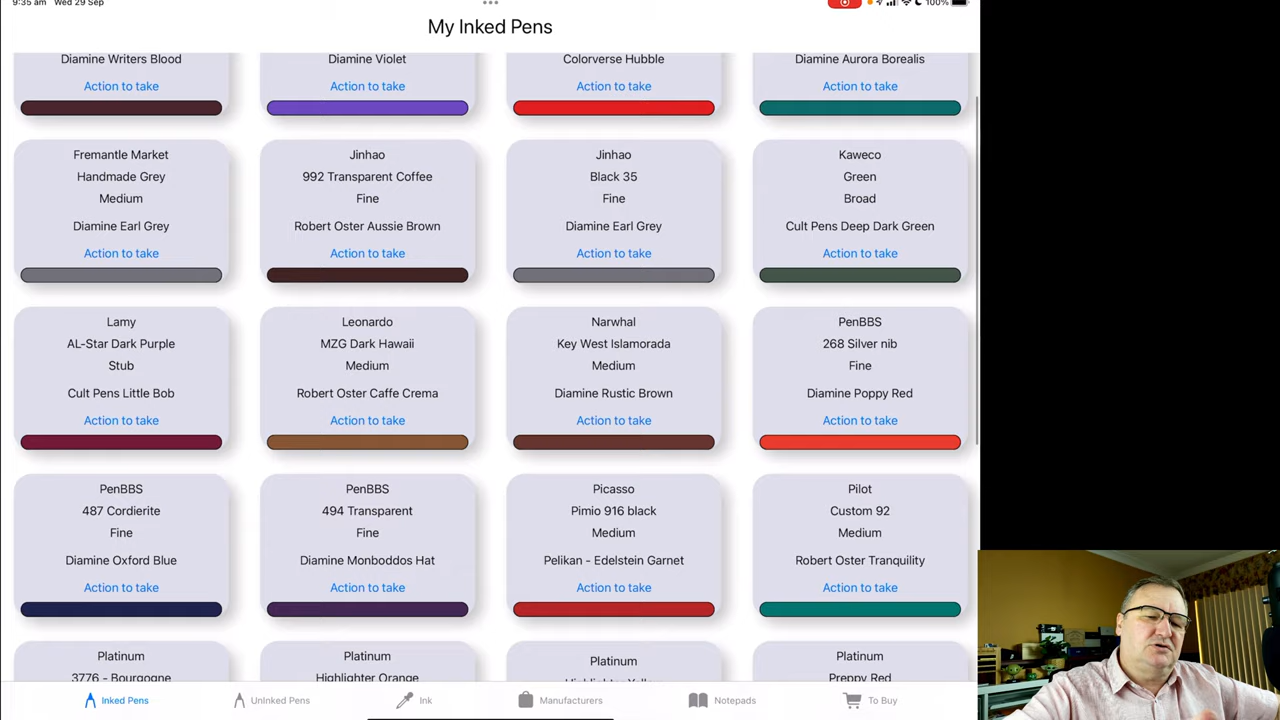 9:35 am Wed 29 Sep
100%
My Inked Pens
Diamine Writers Blood
Action to take
Diamine Violet
Action to take
Colorverse Hubble
Action to take
Diamine Aurora Borealis
Action to take
Fremantle Market
Handmade Grey
Medium
Diamine Earl Grey
Action to take
Jinhao
992 Transparent Coffee
Fine
Robert Oster Aussie Brown
Action to take
Jinhao
Black 35
Fine
Diamine Earl Grey
Action to take
Kaweco
Green
Broad
Cult Pens Deep Dark Green
Action to take
Lamy
AL-Star Dark Purple
Stub
Cult Pens Little Bob
Action to take
Leonardo
MZG Dark Hawaii
Medium
Robert Oster Caffe Crema
Action to take
Narwhal
Key West Islamorada
Medium
Diamine Rustic Brown
Action to take
PenBBS
268 Silver nib
Fine
Diamine Poppy Red
Action to take
PenBBS
487 Cordierite
Fine
Diamine Oxford Blue
Action to take
PenBBS
494 Transparent
Fine
Diamine Monboddos Hat
Action to take
Picasso
Pimio 916 black
Medium
Pelikan - Edelstein Garnet
Action to take
Pilot
Custom 92
Medium
Robert Oster Tranquility
Action to take
Platinum
3776 - Bourgogne
Platinum
Highlighter Orange
Platinum
Highlighter Yellow
Platinum
Preppy Red
Inked Pens
UnInked Pens
Ink
Manufacturers
Notepads
To Buy